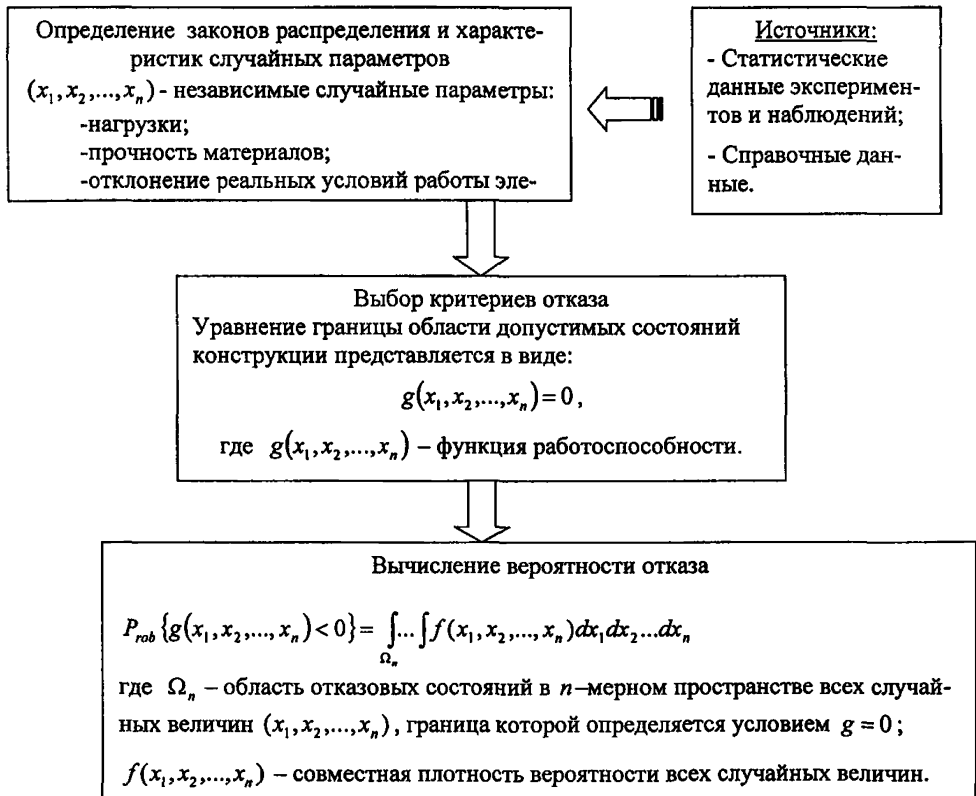 Определение законов распределения и характе-
ристик случайных параметров
(x₁,x₂,...,xₙ) - независимые случайные параметры:
-нагрузки;
-прочность материалов;
-отклонение реальных условий работы эле-
Источники:
- Статистические
данные эксперимен-
тов и наблюдений;
- Справочные дан-
ные.
Выбор критериев отказа
Уравнение границы области допустимых состояний
конструкции представляется в виде:
g(x₁,x₂,...,xₙ)=0,
где g(x₁,x₂,...,xₙ) – функция работоспособности.
Вычисление вероятности отказа
P_rob {g(x₁,x₂,...,xₙ)<0}= ∫...∫ f(x₁,x₂,...,xₙ)dx₁dx₂...dxₙ
Ωₙ
где Ωₙ – область отказовых состояний в n–мерном пространстве всех случай-
ных величин (x₁,x₂,...,xₙ), граница которой определяется условием g = 0;
f(x₁,x₂,...,xₙ) – совместная плотность вероятности всех случайных величин.